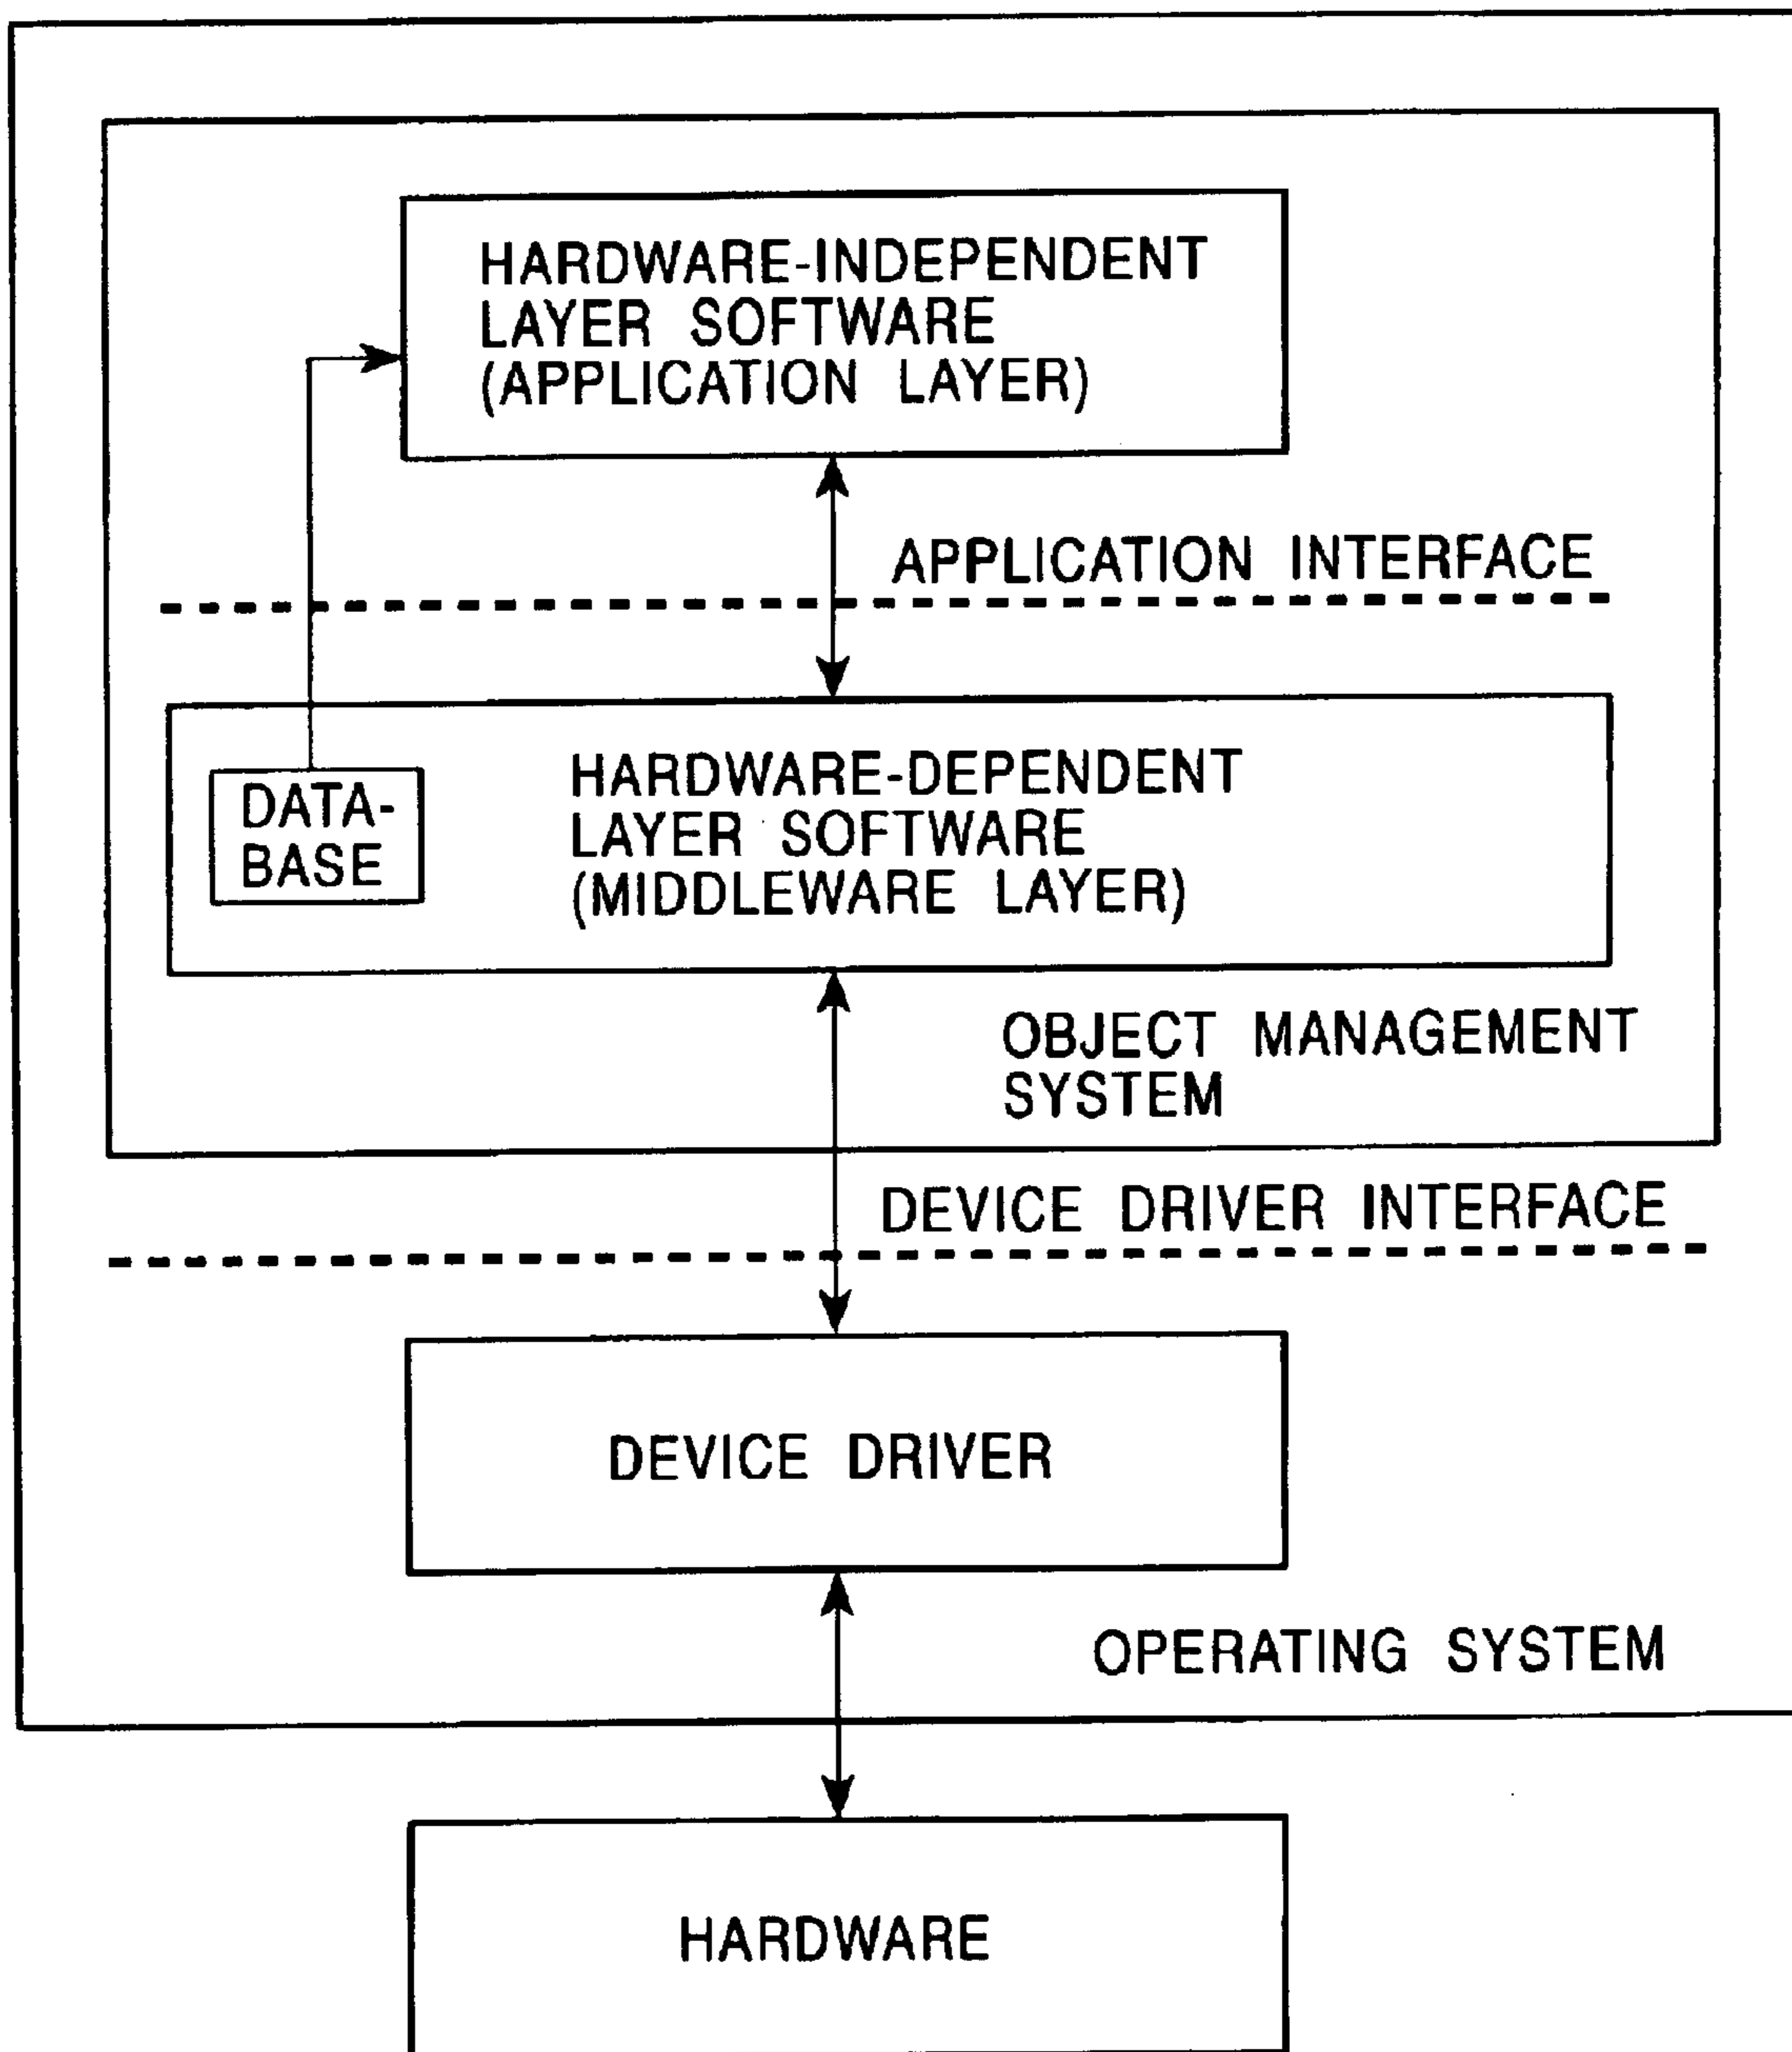 HARDWARE-INDEPENDENT
LAYER SOFTWARE
(APPLICATION LAYER)
APPLICATION INTERFACE
DATA-
BASE
HARDWARE-DEPENDENT
LAYER SOFTWARE
(MIDDLEWARE LAYER)
OBJECT MANAGEMENT
SYSTEM
DEVICE DRIVER INTERFACE
DEVICE DRIVER
OPERATING SYSTEM
HARDWARE